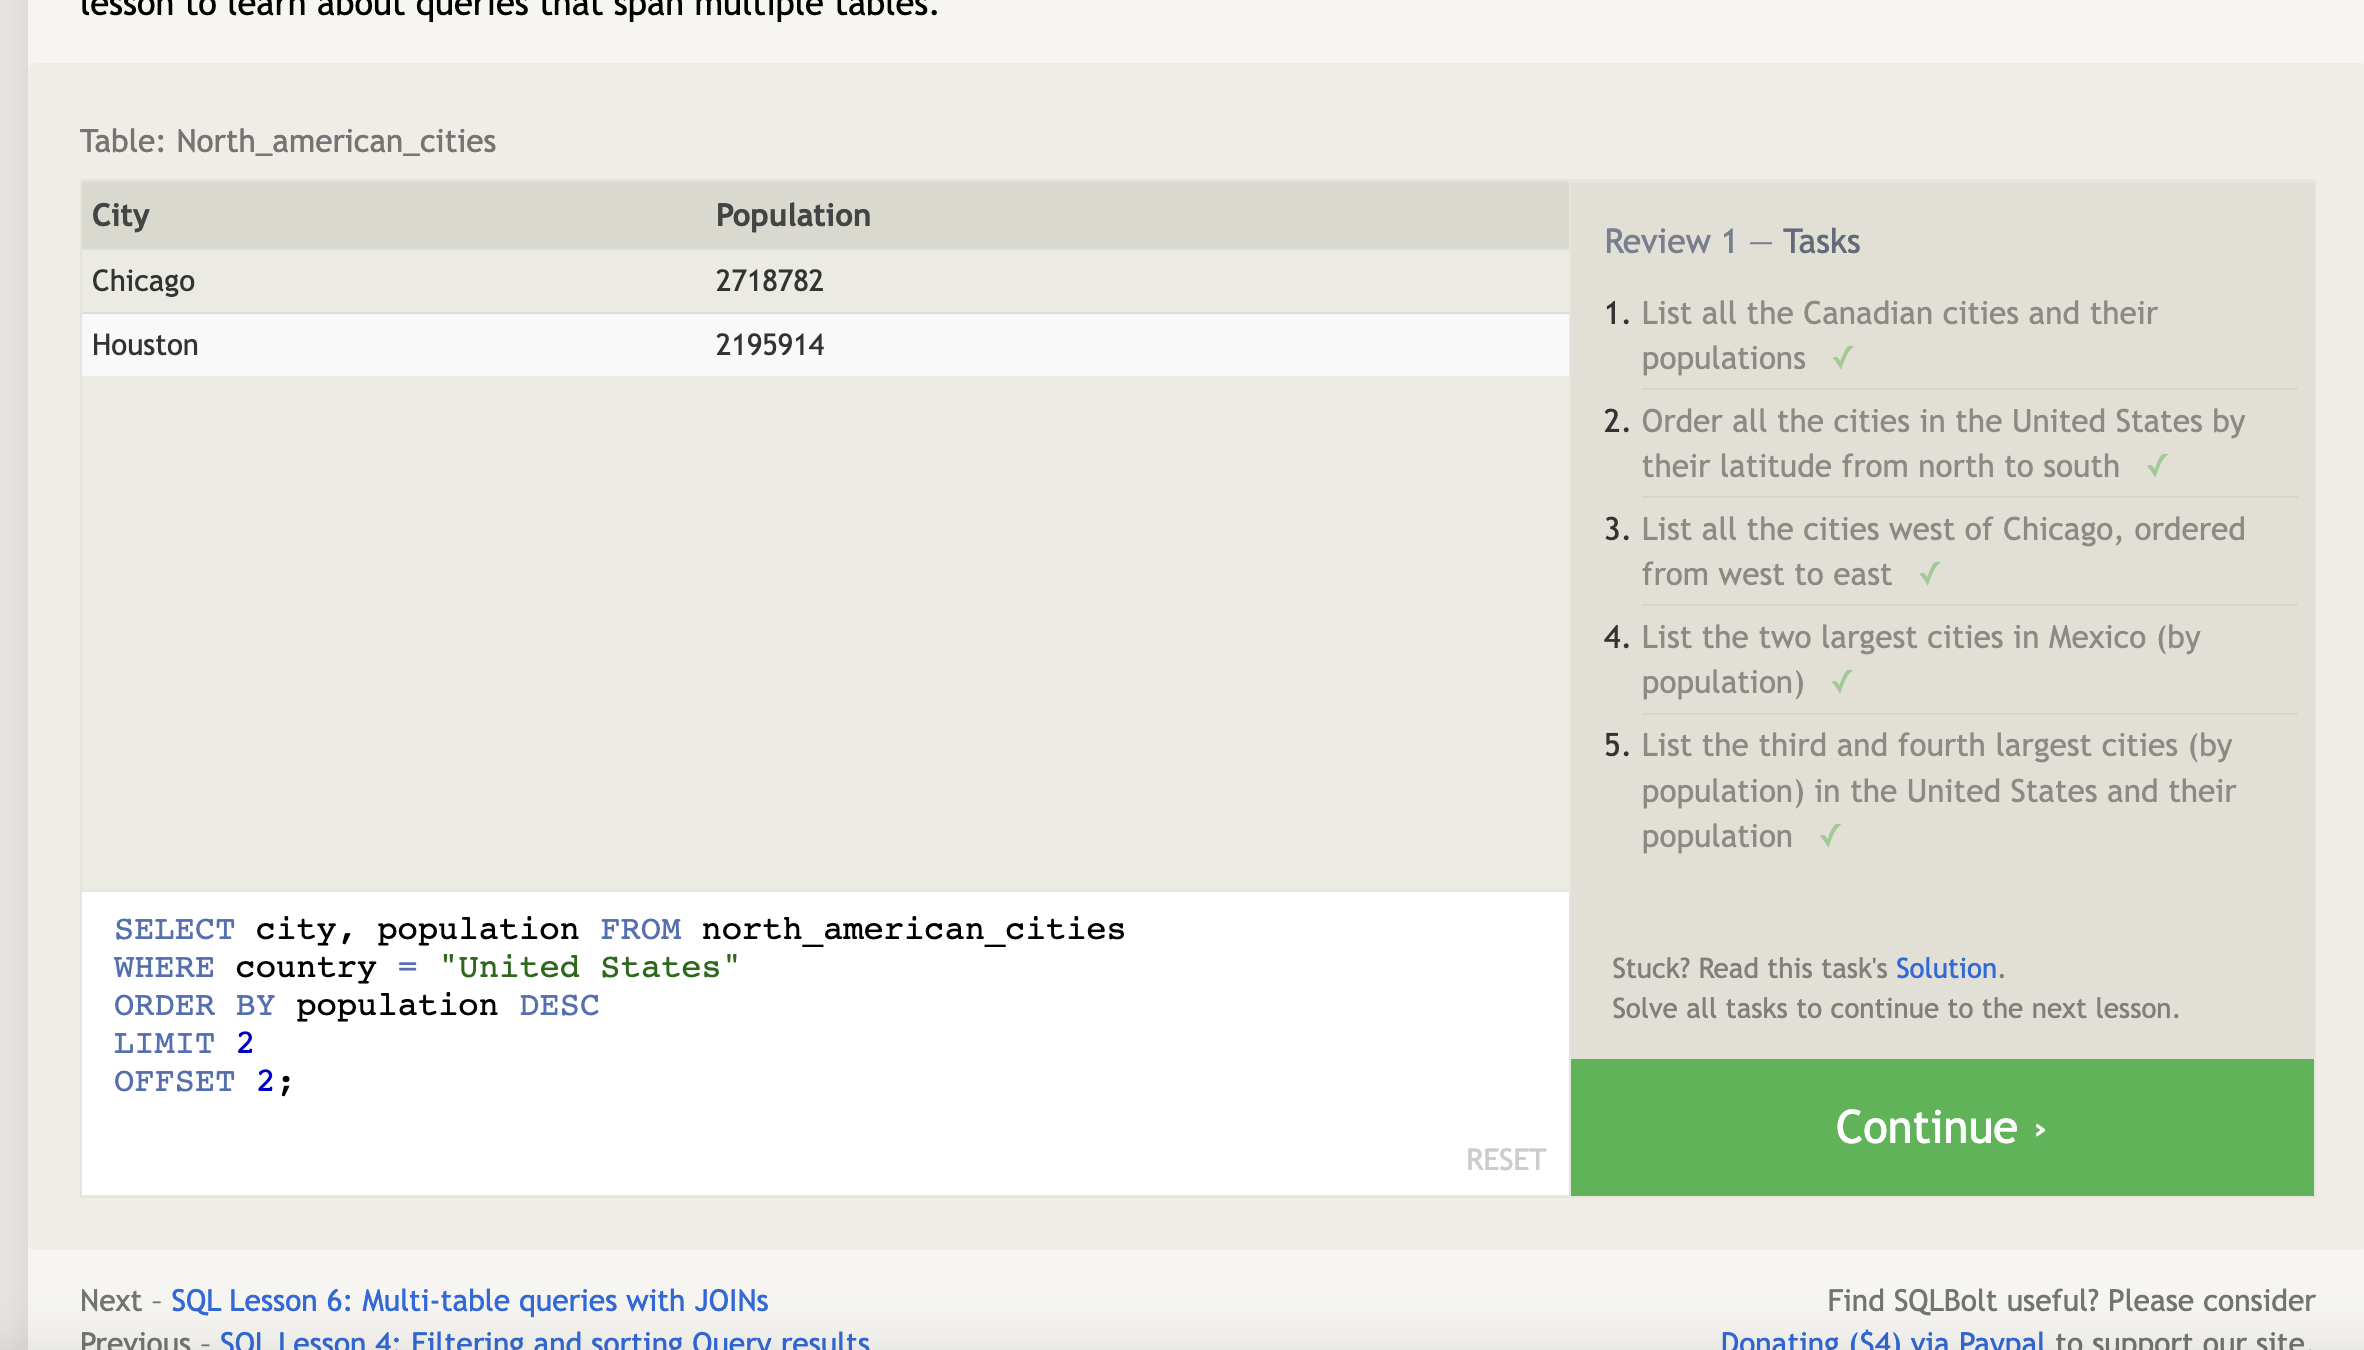 lesson to learn about queries that span multiple tables.
Table: North_american_cities
City Population
Chicago 2718782
Houston 2195914
SELECT city, population FROM north_american_cities
WHERE country = "United States"
ORDER BY population DESC
LIMIT 2
OFFSET 2;
RESET
Review 1 — Tasks
1. List all the Canadian cities and their
populations ✓
2. Order all the cities in the United States by
their latitude from north to south ✓
3. List all the cities west of Chicago, ordered
from west to east ✓
4. List the two largest cities in Mexico (by
population) ✓
5. List the third and fourth largest cities (by
population) in the United States and their
population ✓
Stuck? Read this task's Solution.
Solve all tasks to continue to the next lesson.
Continue ›
Next – SQL Lesson 6: Multi-table queries with JOINs
Previous – SQL Lesson 4: Filtering and sorting Query results
Find SQLBolt useful? Please consider
Donating ($4) via Paypal to support our site.